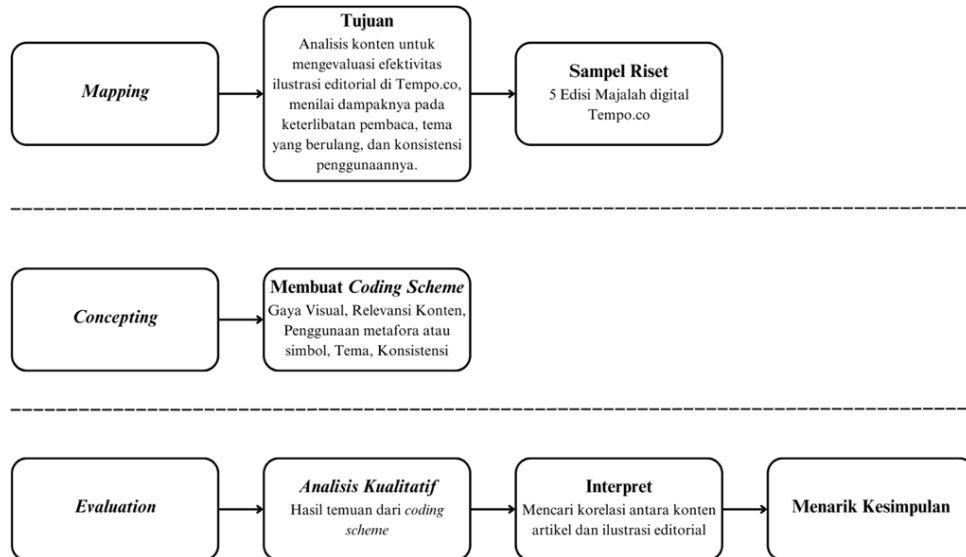 Mapping
Tujuan
Analisis konten untuk
mengevaluasi efektivitas
ilustrasi editorial di Tempo.co,
menilai dampaknya pada
keterlibatan pembaca, tema
yang berulang, dan konsistensi
penggunaannya.
Sampel Riset
5 Edisi Majalah digital
Tempo.co
Concepting
Membuat Coding Scheme
Gaya Visual, Relevansi Konten,
Penggunaan metafora atau
simbol, Tema, Konsistensi
Evaluation
Analisis Kualitatif
Hasil temuan dari coding
scheme
Interpret
Mencari korelasi antara konten
artikel dan ilustrasi editorial
Menarik Kesimpulan